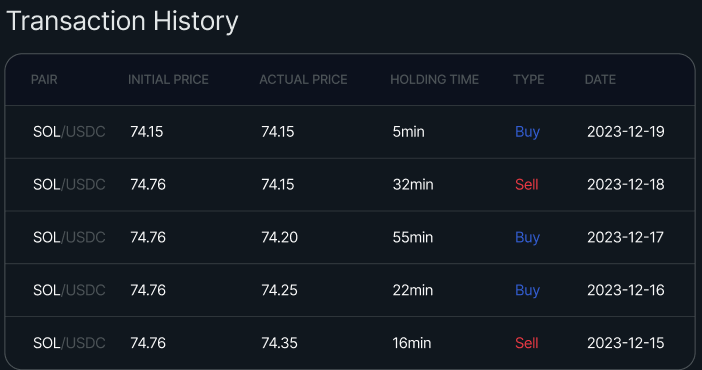 Transaction History
PAIR INITIAL PRICE ACTUAL PRICE HOLDING TIME TYPE DATE
SOL/USDC 74.15 74.15 5min Buy 2023-12-19
SOL/USDC 74.76 74.15 32min Sell 2023-12-18
SOL/USDC 74.76 74.20 55min Buy 2023-12-17
SOL/USDC 74.76 74.25 22min Buy 2023-12-16
SOL/USDC 74.76 74.35 16min Sell 2023-12-15